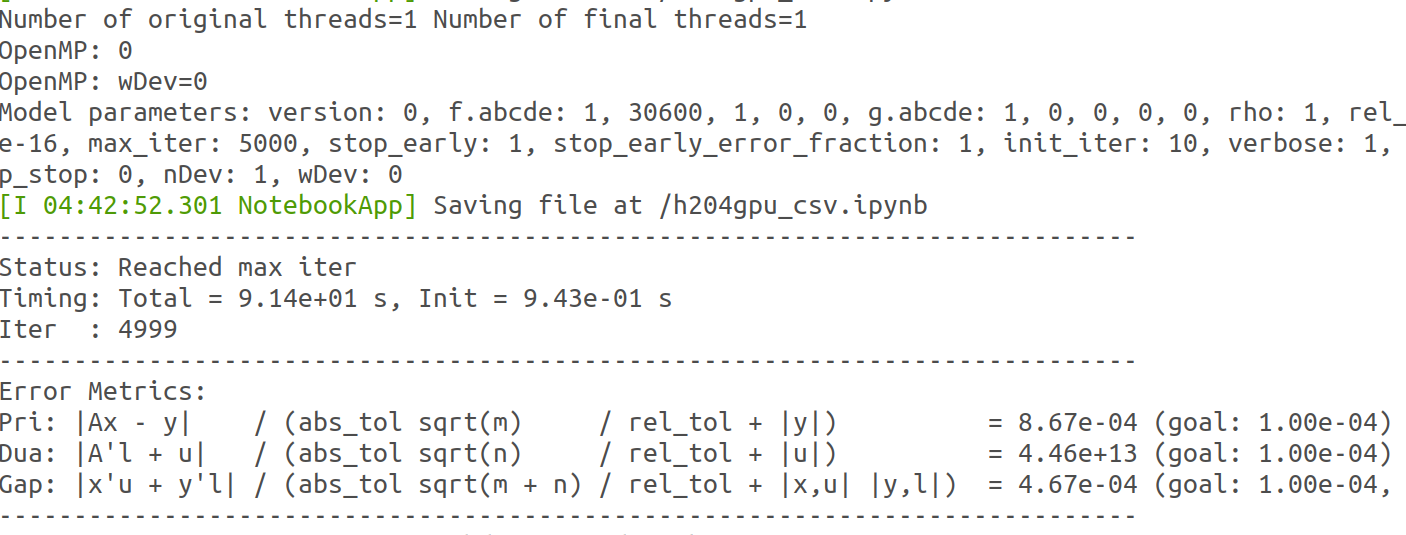 Number of original threads=1 Number of final threads=1
OpenMP: 0
OpenMP: wDev=0
Model parameters: version: 0, f.abcde: 1, 30600, 1, 0, 0, g.abcde: 1, 0, 0, 0, 0, rho: 1, rel_
e-16, max_iter: 5000, stop_early: 1, stop_early_error_fraction: 1, init_iter: 10, verbose: 1,
p_stop: 0, nDev: 1, wDev: 0
[I 04:42:52.301 NotebookApp] Saving file at /h204gpu_csv.ipynb
-----------------------------------------------------------------------------
Status: Reached max iter
Timing: Total = 9.14e+01 s, Init = 9.43e-01 s
Iter  : 4999
-----------------------------------------------------------------------------
Error Metrics:
Pri: |Ax - y|    / (abs_tol sqrt(m)     / rel_tol + |y|)          = 8.67e-04 (goal: 1.00e-04)
Dua: |A'l + u|   / (abs_tol sqrt(n)     / rel_tol + |u|)          = 4.46e+13 (goal: 1.00e-04)
Gap: |x'u + y'l| / (abs_tol sqrt(m + n) / rel_tol + |x,u| |y,l|)  = 4.67e-04 (goal: 1.00e-04,
-----------------------------------------------------------------------------